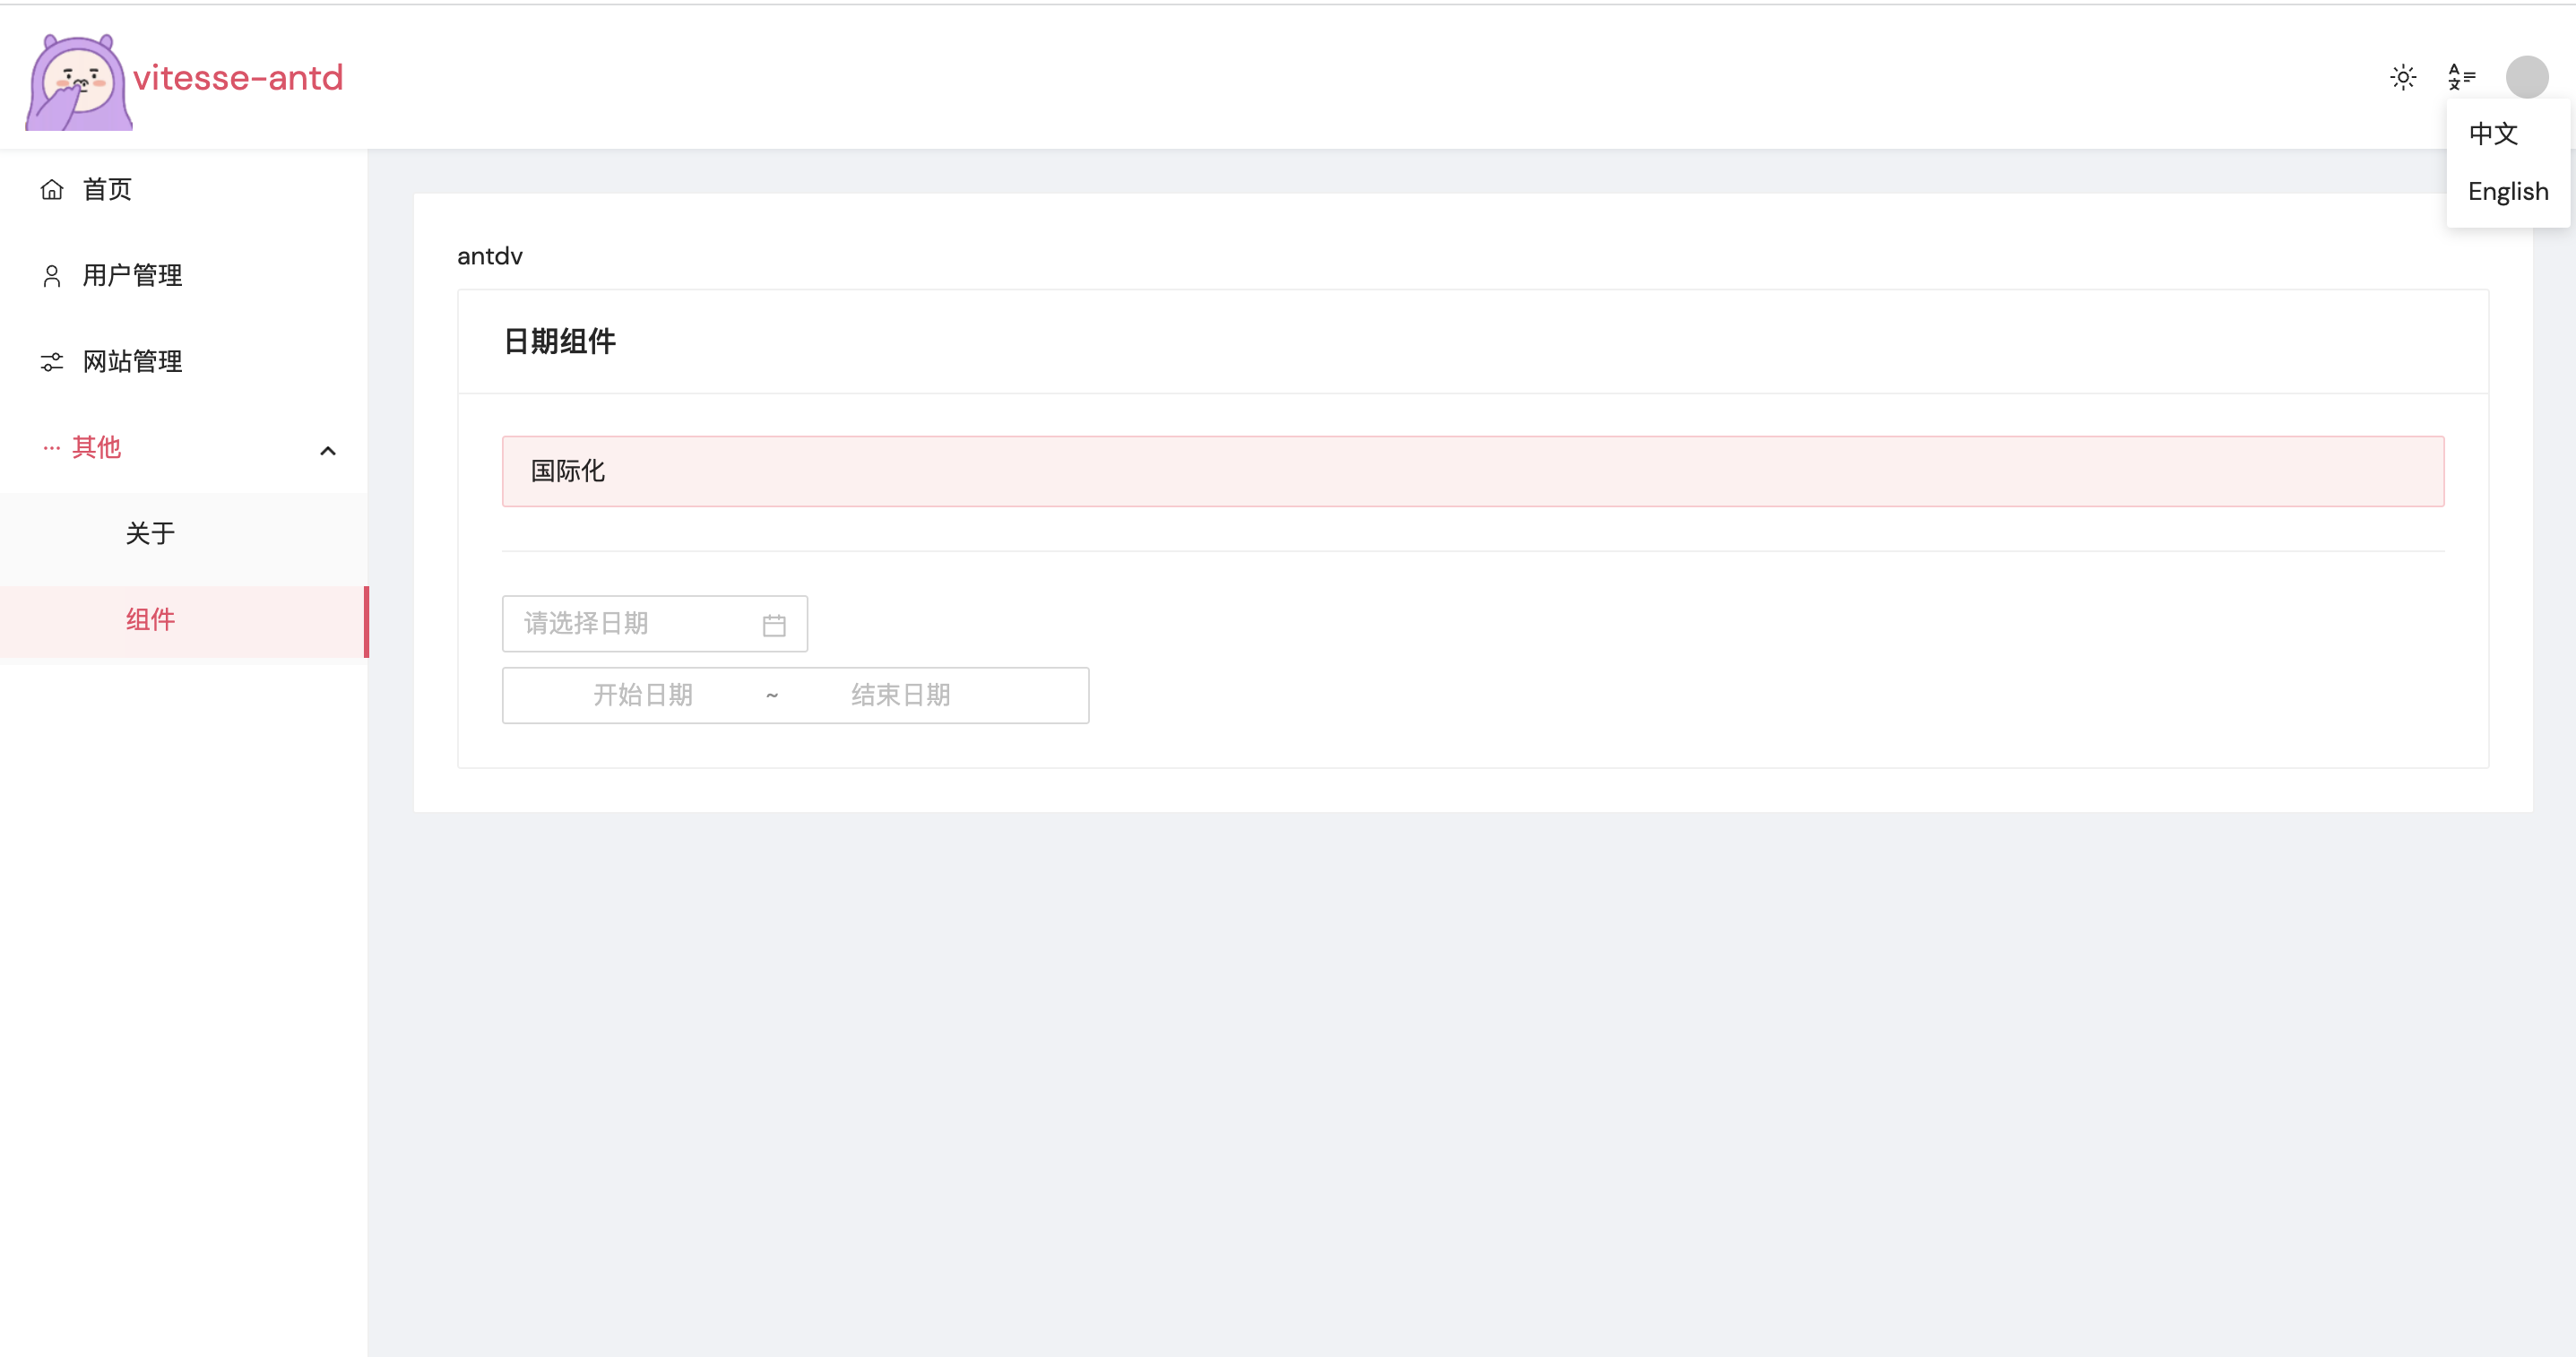 vitesse-antd
中文
English
首页
用户管理
网站管理
其他
关于
组件
antdv
日期组件
国际化
请选择日期
开始日期 ~ 结束日期